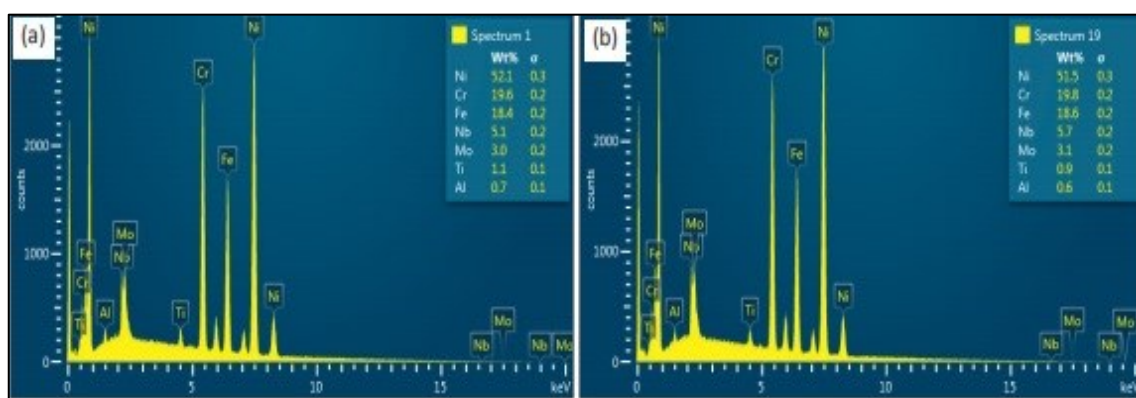 (a)
Spectrum 1
Wt% σ
Ni 52.1 0.3
Cr 19.6 0.2
Fe 18.4 0.2
Nb 5.1 0.2
Mo 3.0 0.2
Ti 1.1 0.1
Al 0.7 0.1
Ni
Ni
Cr
Fe
Mo
Fe
Nb
Cr
Al
Ti
Ti
Ni
Nb
Mo
Nb
Mo
counts
2000
1000
0
0 5 10 15 keV
(b)
Spectrum 19
Wt% σ
Ni 51.5 0.3
Cr 19.8 0.2
Fe 18.6 0.2
Nb 5.7 0.2
Mo 3.1 0.2
Ti 0.9 0.1
Al 0.6 0.1
Ni
Ni
Cr
Fe
Mo
Fe
Nb
Cr
Al
Ti
Ti
Ni
Nb
Mo
Nb
Mo
counts
2000
1000
0
0 5 10 15 keV